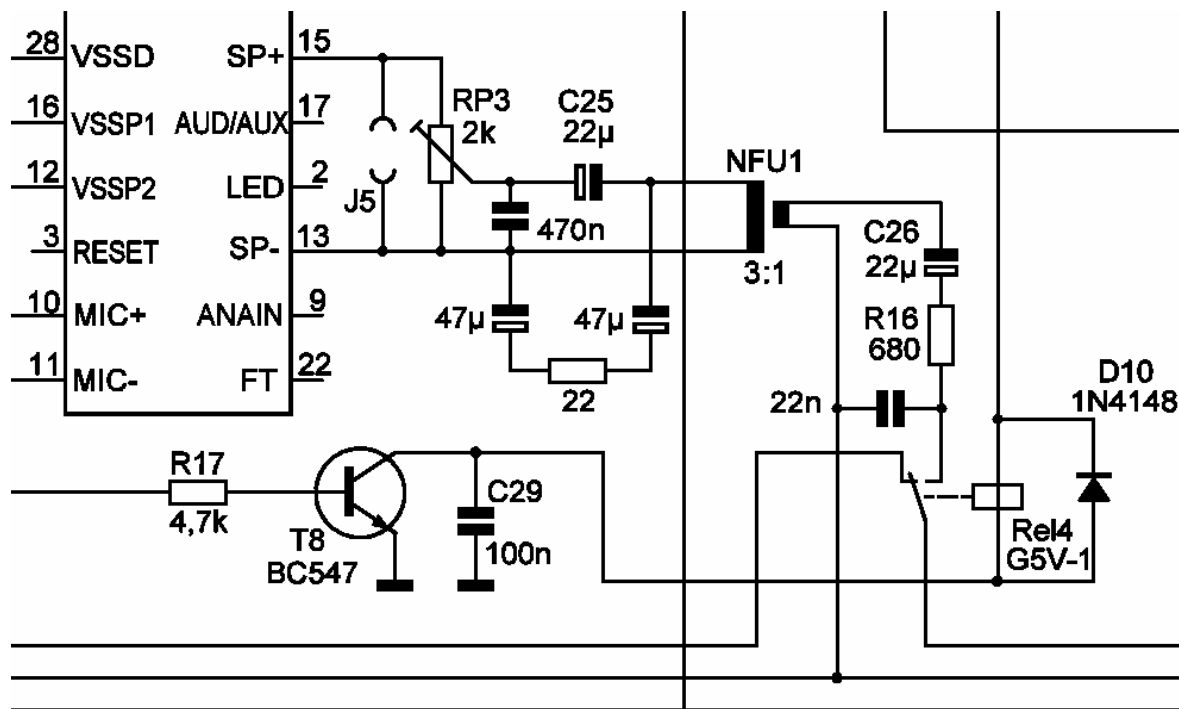 28
VSSD
SP+
15
16
VSSP1
AUD/AUX
17
12
VSSP2
LED
2
3
RESET
SP-
13
10
MIC+
ANAIN
9
11
MIC-
FT
22
J5
RP3
2k
C25
22µ
470n
47µ
47µ
22
NFU1
3:1
C26
22µ
R16
680
22n
D10
1N4148
R17
4,7k
T8
BC547
C29
100n
Rel4
G5V-1